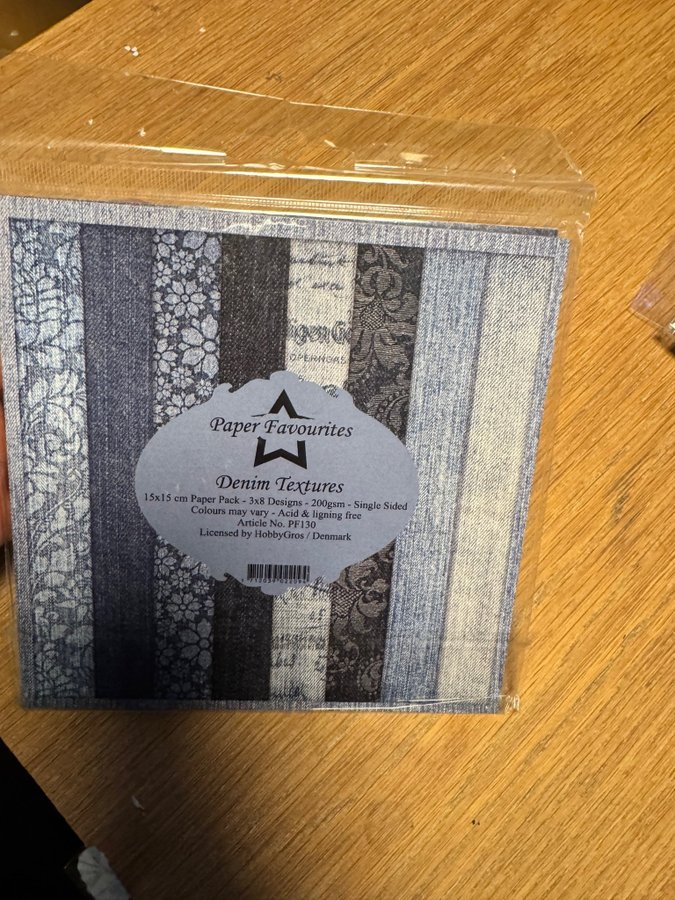 OPERNGAS
Paper Favourites
Denim Textures
15x15 cm Paper Pack - 3x8 Designs - 200gsm - Single Sided
Colours may vary - Acid & ligning free
Article No. PF130
Licensed by HobbyGros / Denmark